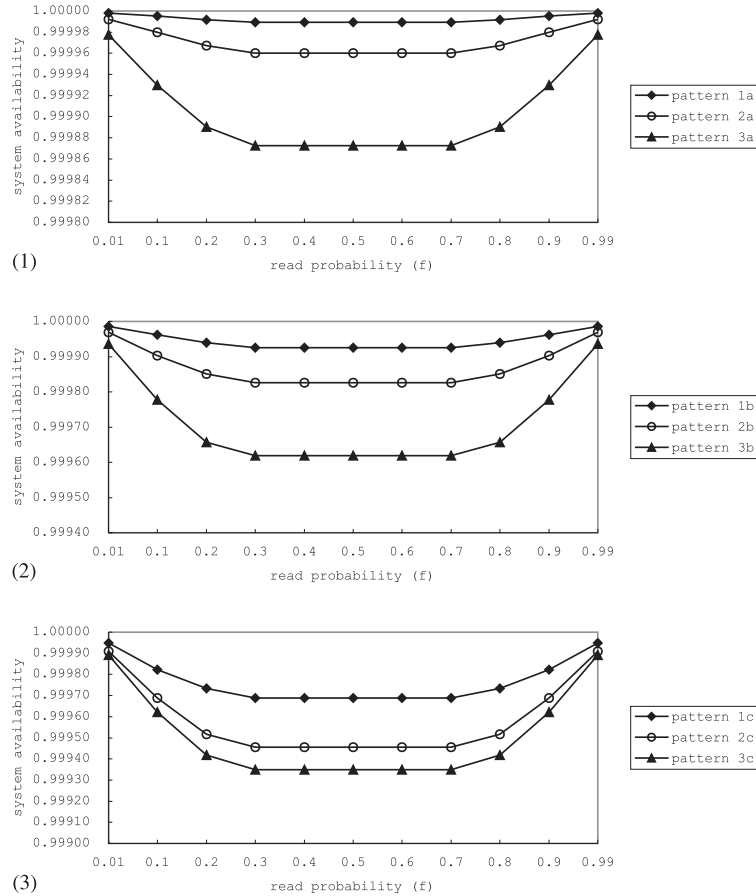 1.00000
0.99998
0.99996
0.99994
0.99992
0.99990
0.99988
0.99986
0.99984
0.99982
0.99980
system availability
0.01 0.1 0.2 0.3 0.4 0.5 0.6 0.7 0.8 0.9 0.99
read probability (f)
pattern 1a
pattern 2a
pattern 3a
(1)
1.00000
0.99990
0.99980
0.99970
0.99960
0.99950
0.99940
system availability
0.01 0.1 0.2 0.3 0.4 0.5 0.6 0.7 0.8 0.9 0.99
read probability (f)
pattern 1b
pattern 2b
pattern 3b
(2)
1.00000
0.99990
0.99980
0.99970
0.99960
0.99950
0.99940
0.99930
0.99920
0.99910
0.99900
system availability
0.01 0.1 0.2 0.3 0.4 0.5 0.6 0.7 0.8 0.9 0.99
read probability (f)
pattern 1c
pattern 2c
pattern 3c
(3)